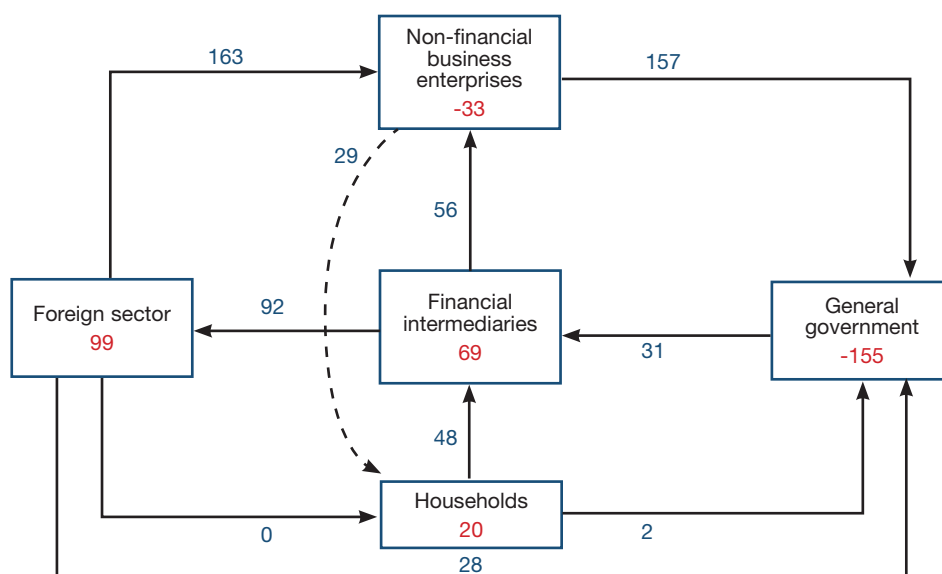 163
Non-financial
business
enterprises
-33
157
29
56
Foreign sector
99
92
Financial
intermediaries
69
31
General
government
-155
48
0
Households
20
2
28